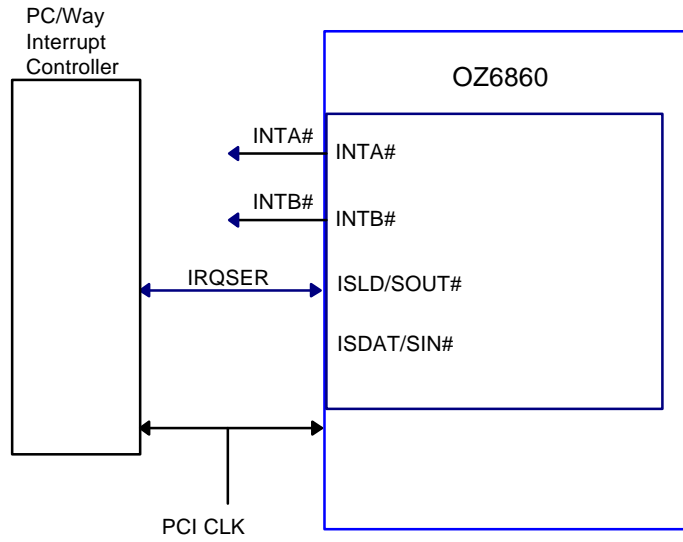 PC/Way
Interrupt
Controller
OZ6860
INTA#
INTA#
INTB#
INTB#
IRQSER
ISLD/SOUT#
ISDAT/SIN#
PCI CLK